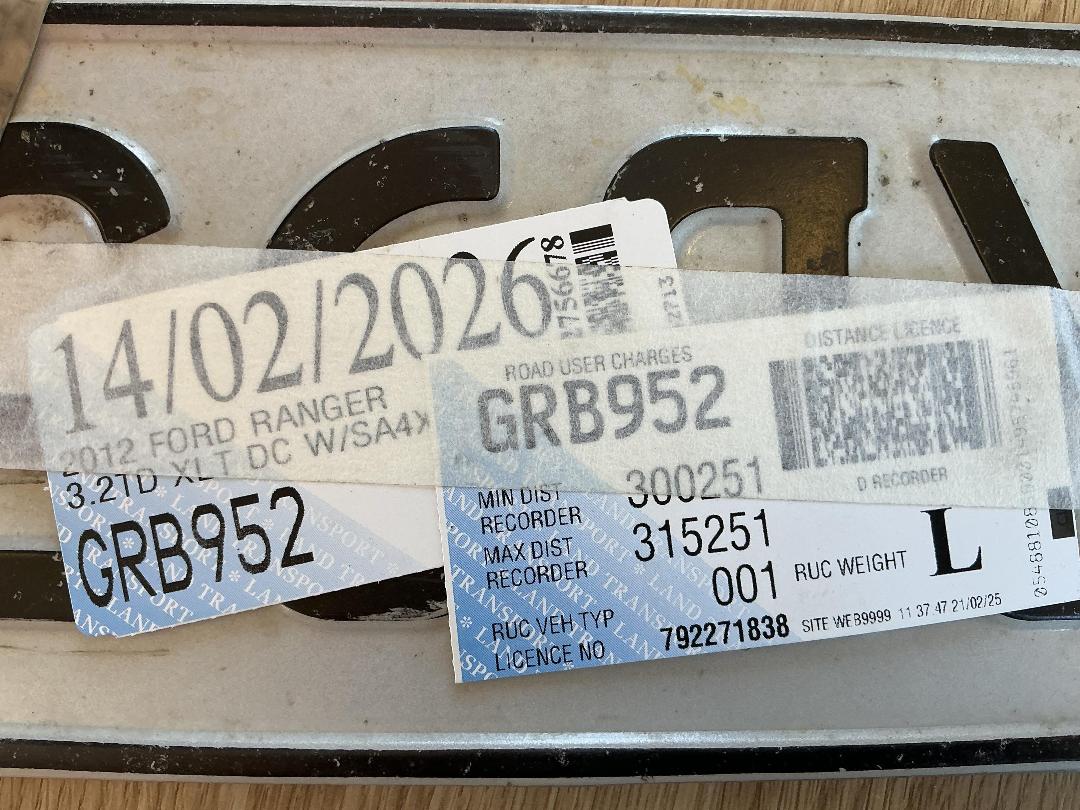 14/02/2026
2012 FORD RANGER
3.2TD XLT DC W/SA4X
GRB952
ROAD USER CHARGES
DISTANCE LICENCE
GRB952
D RECORDER
MIN DIST RECORDER 300251
MAX DIST RECORDER 315251
RUC VEH TYP 001 RUC WEIGHT L
LICENCE NO 792271838 SITE WEB9999 11 37 47 21/02/25
LAND TRANSPORT